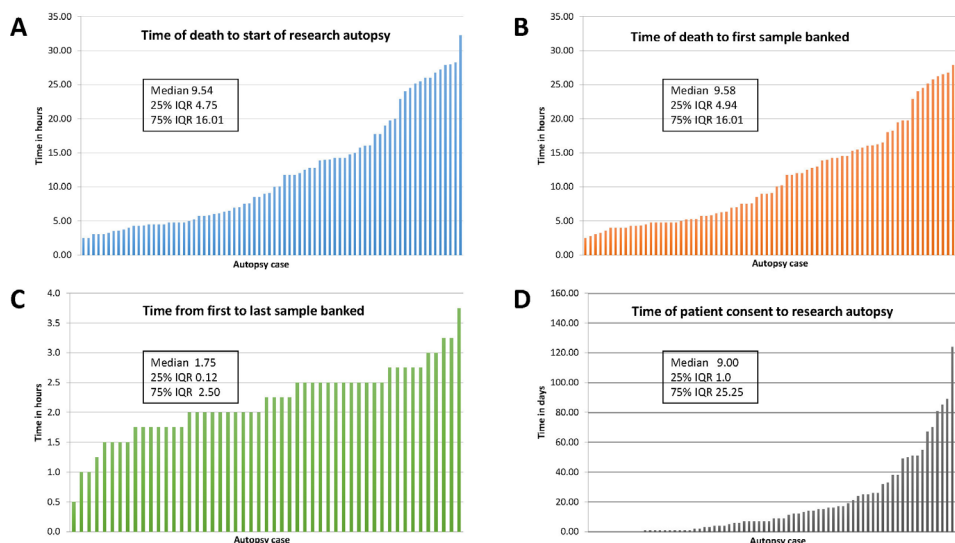 A
Time of death to start of research autopsy
35.00
30.00
25.00
20.00
15.00
10.00
5.00
0.00
Time in hours
Median 9.54
25% IQR 4.75
75% IQR 16.01
Autopsy case
B
Time of death to first sample banked
35.00
30.00
25.00
20.00
15.00
10.00
5.00
0.00
Time in hours
Median 9.58
25% IQR 4.94
75% IQR 16.01
Autopsy case
C
Time from first to last sample banked
4.0
3.5
3.0
2.5
2.0
1.5
1.0
0.5
0.0
Time in hours
Median 1.75
25% IQR 0.12
75% IQR 2.50
Autopsy case
D
Time of patient consent to research autopsy
160.00
140.00
120.00
100.00
80.00
60.00
40.00
20.00
0.00
Time in days
Median 9.00
25% IQR 1.0
75% IQR 25.25
Autopsy case